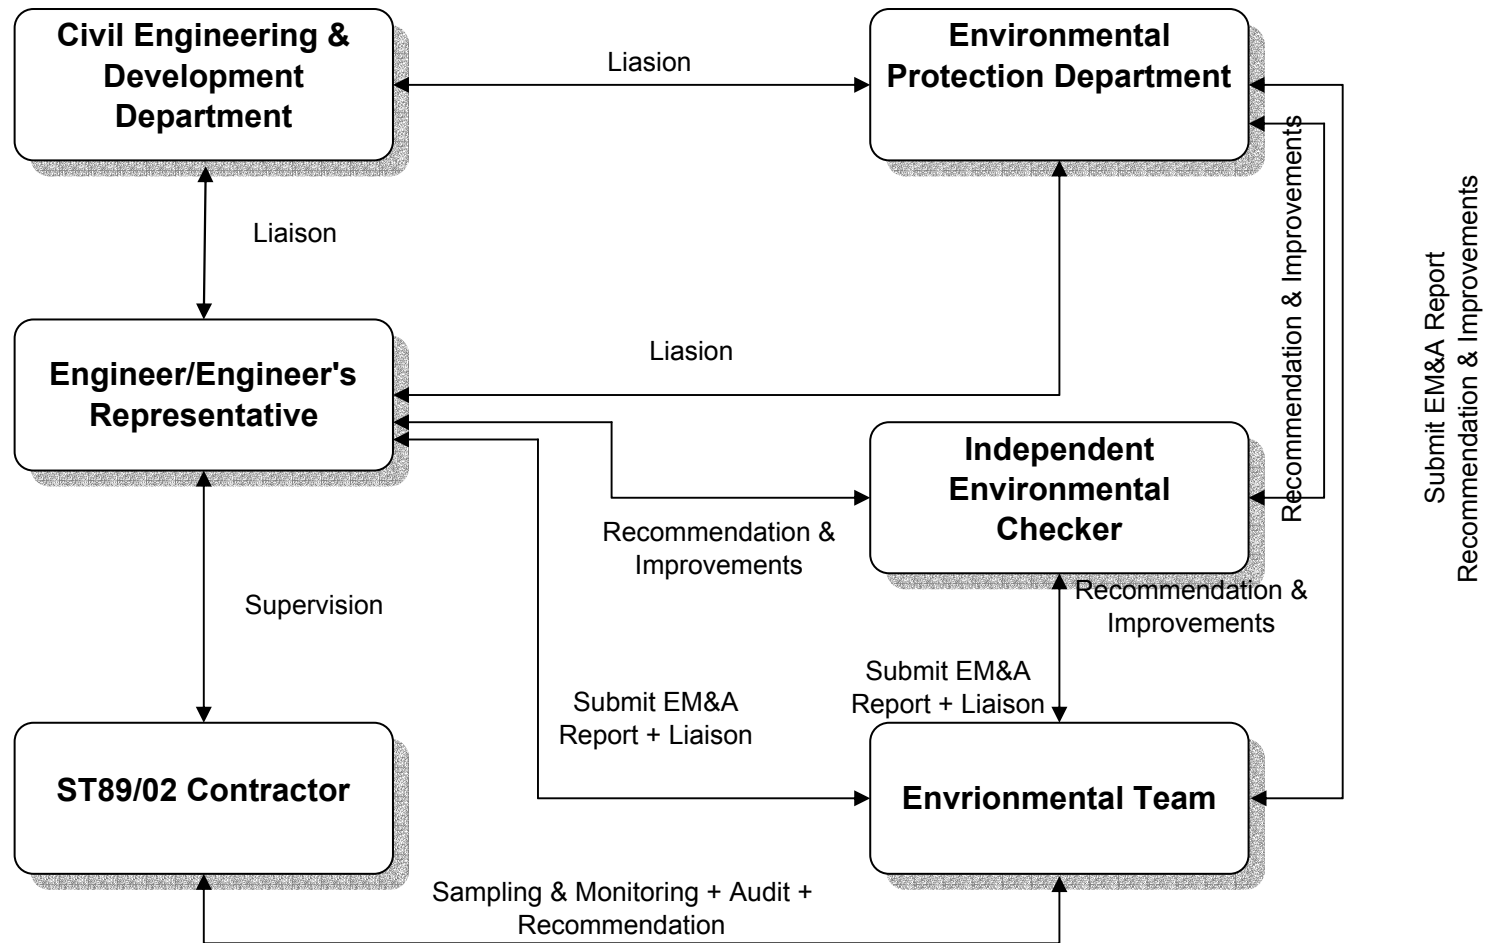 Civil Engineering &
Development
Department
Liasion
Environmental
Protection Department
Liaison
Recommendation & Improvements
Submit EM&A Report
Recommendation & Improvements
Engineer/Engineer's
Representative
Liasion
Independent
Environmental
Checker
Recommendation &
Improvements
Recommendation &
Improvements
Supervision
Submit EM&A
Report + Liaison
Submit EM&A
Report + Liaison
ST89/02 Contractor
Envrionmental Team
Sampling & Monitoring + Audit +
Recommendation